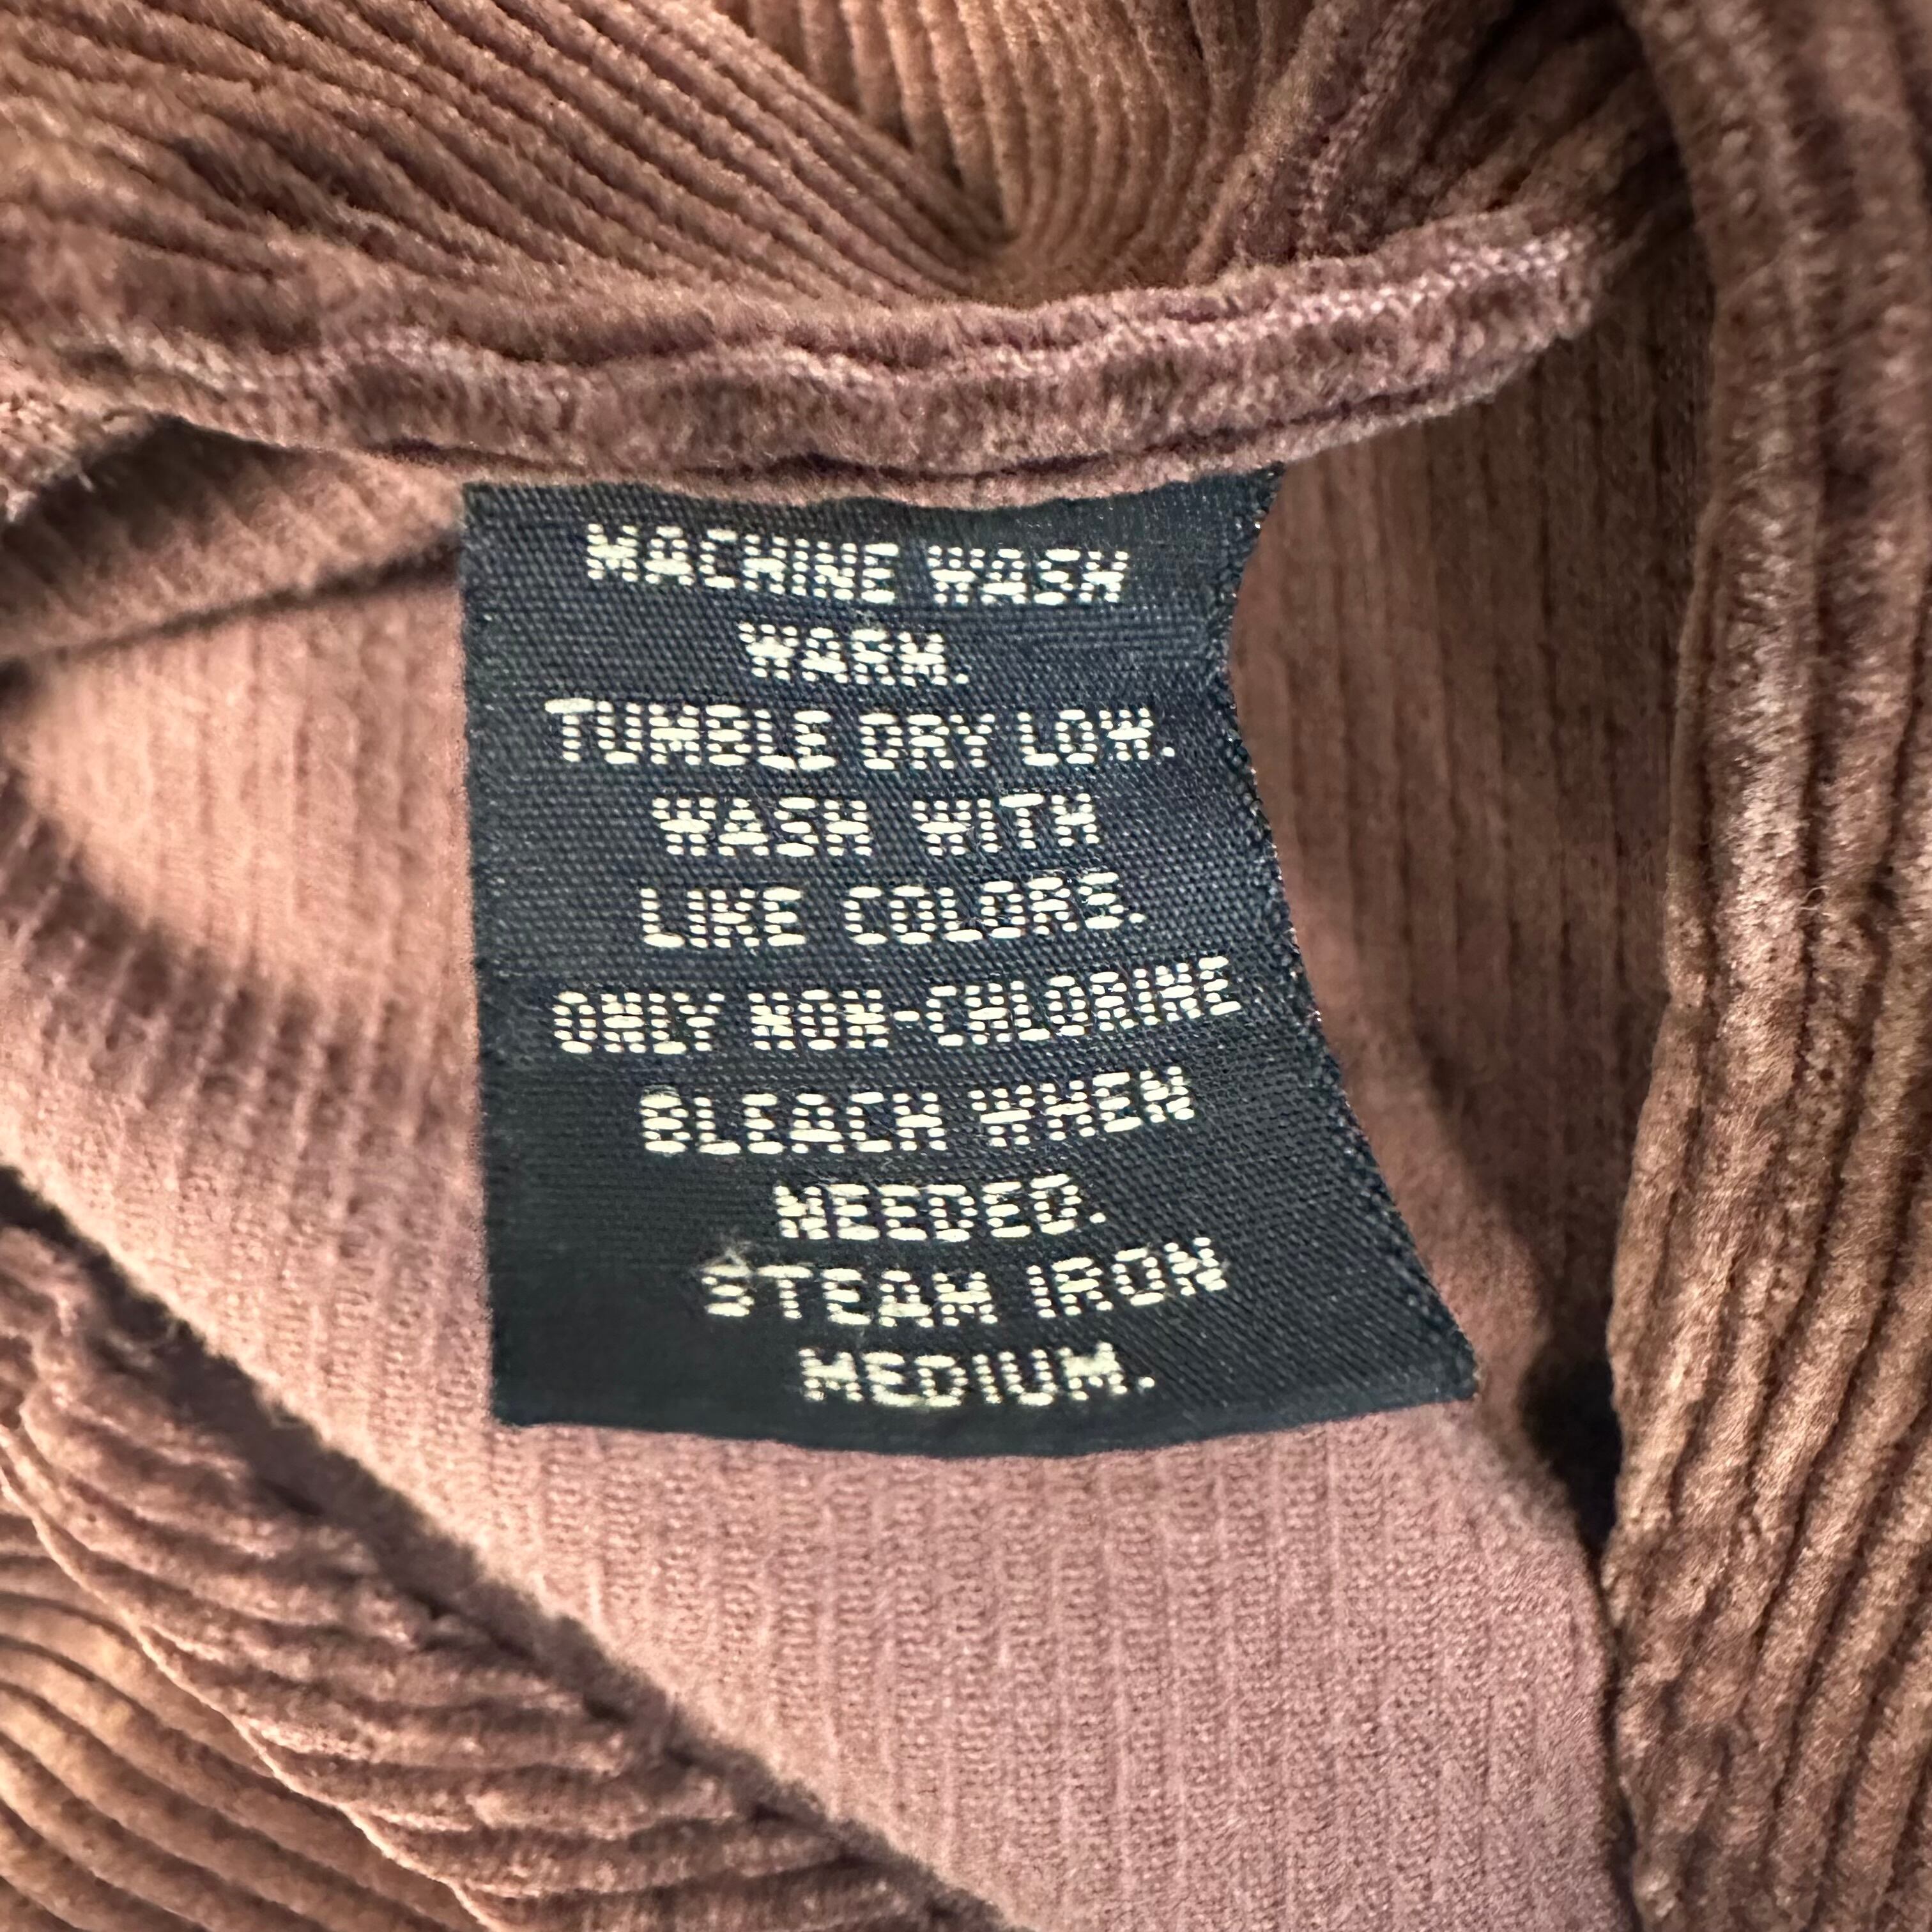 MACHINE WASH
WARM.
TUMBLE DRY LOW.
WASH WITH
LIKE COLORS.
ONLY NON-CHLORINE
BLEACH WHEN
NEEDED.
STEAM IRON
MEDIUM.